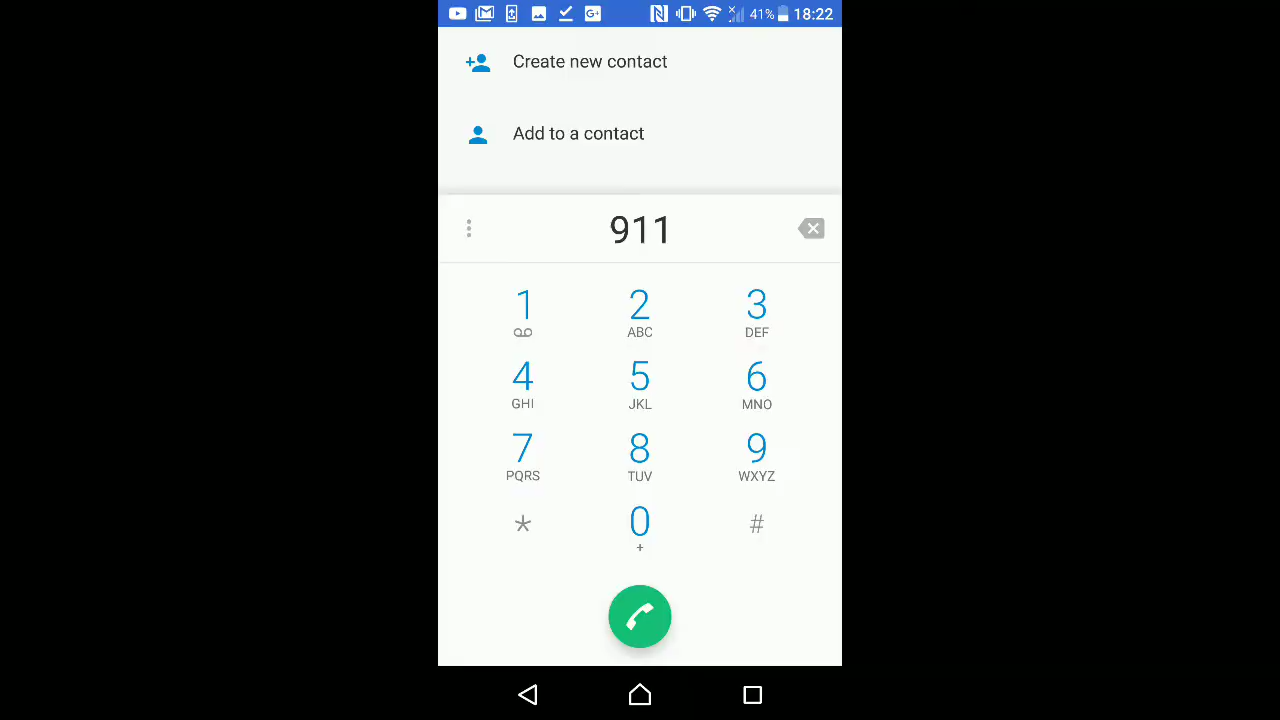 41% 18:22
Create new contact
Add to a contact
911
1 2 3
ABC DEF
4 5 6
GHI JKL MNO
7 8 9
PQRS TUV WXYZ
* 0 #
+